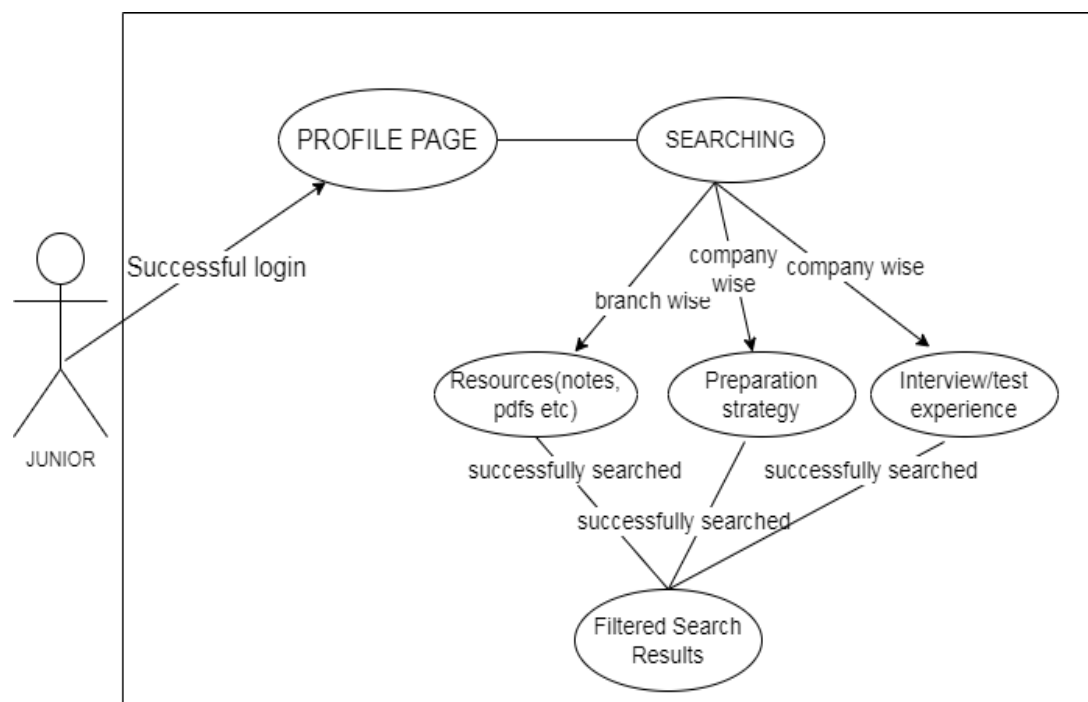 PROFILE PAGE
SEARCHING
Successful login
company
wise
company wise
branch wise
Resources(notes,
pdfs etc)
Preparation
strategy
Interview/test
experience
JUNIOR
successfully searched
successfully searched
successfully searched
Filtered Search
Results